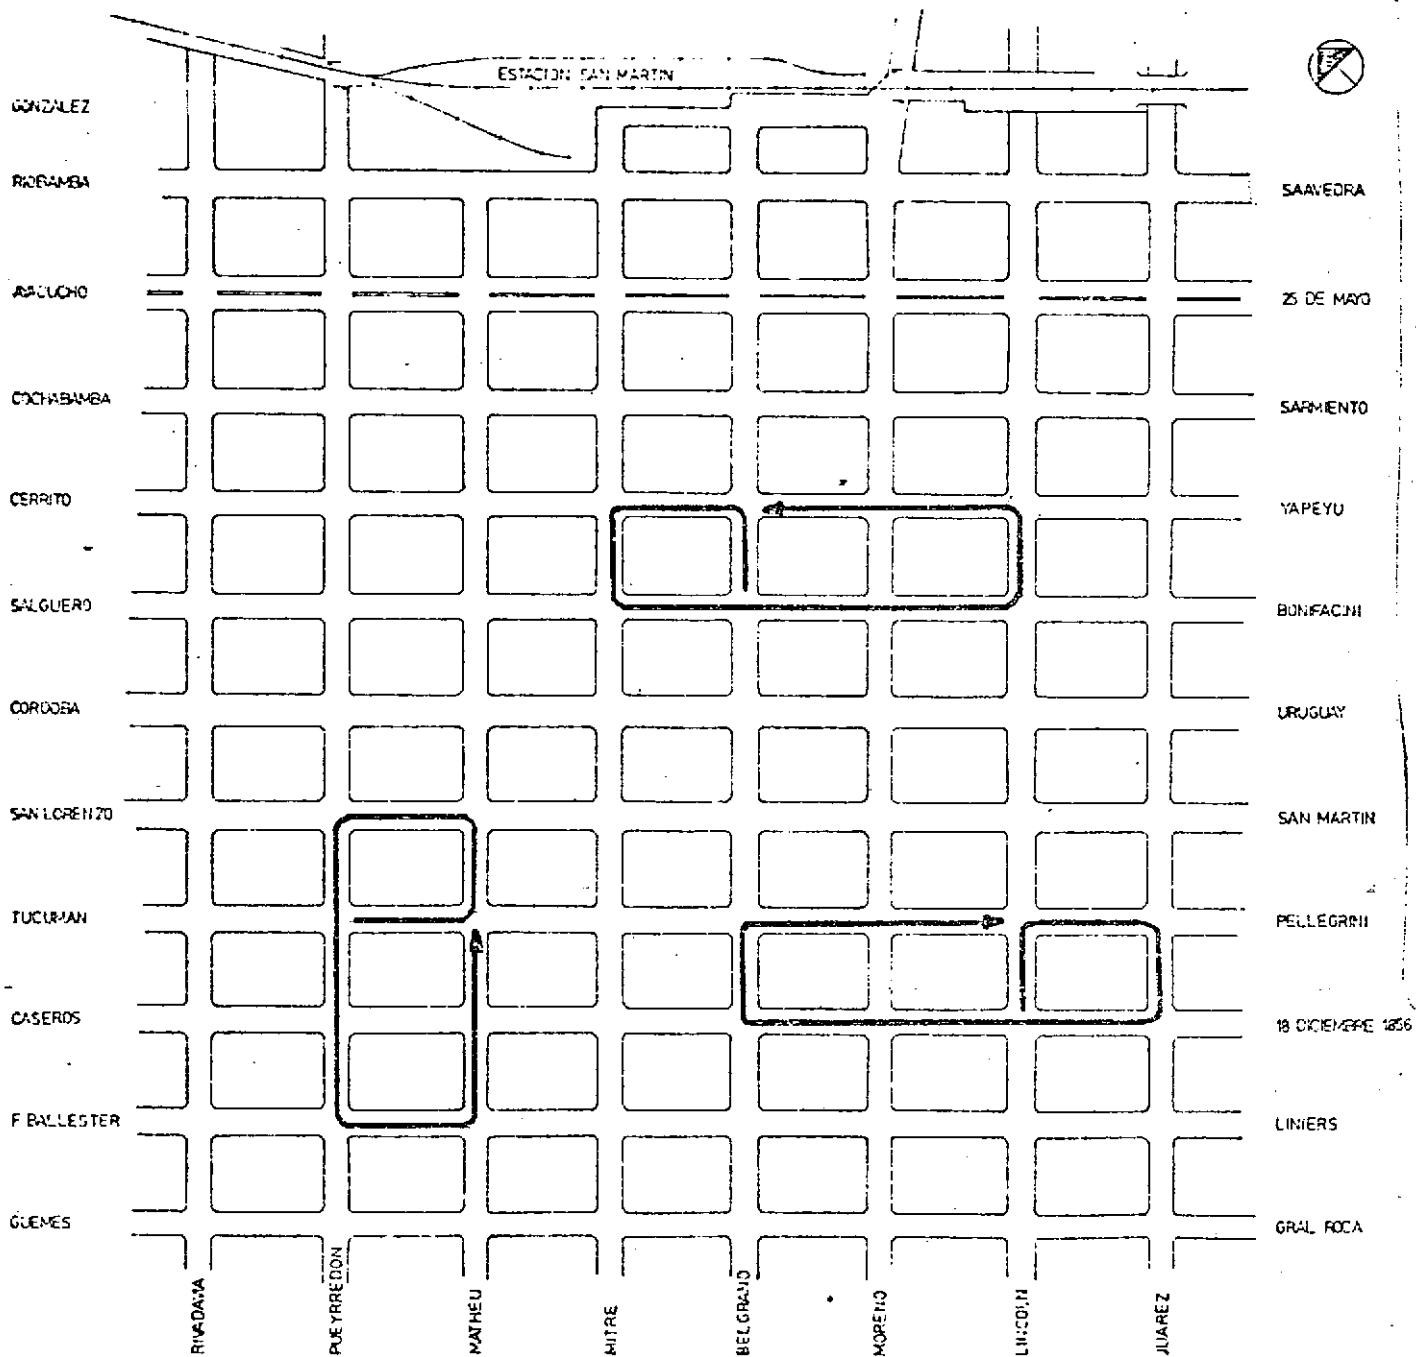 ESTACION SAN MARTIN
GONZALEZ
RIOBAMBA
SAAVEDRA
AYACUCHO
25 DE MAYO
COCHABAMBA
SARMIENTO
CERRITO
YAPEYU
SALGUERO
BONIFACINI
CORDOBA
URUGUAY
SAN LORENZO
SAN MARTIN
TUCUMAN
PELLEGRINI
CASEROS
18 DICIEMBRE 1856
F BALLESTER
LINIERS
GUEMES
GRAL ROCA
RIVADAVIA
PUEYRREDON
MATHEU
MITRE
BELGRANO
MORENO
LINCOLN
JUAREZ